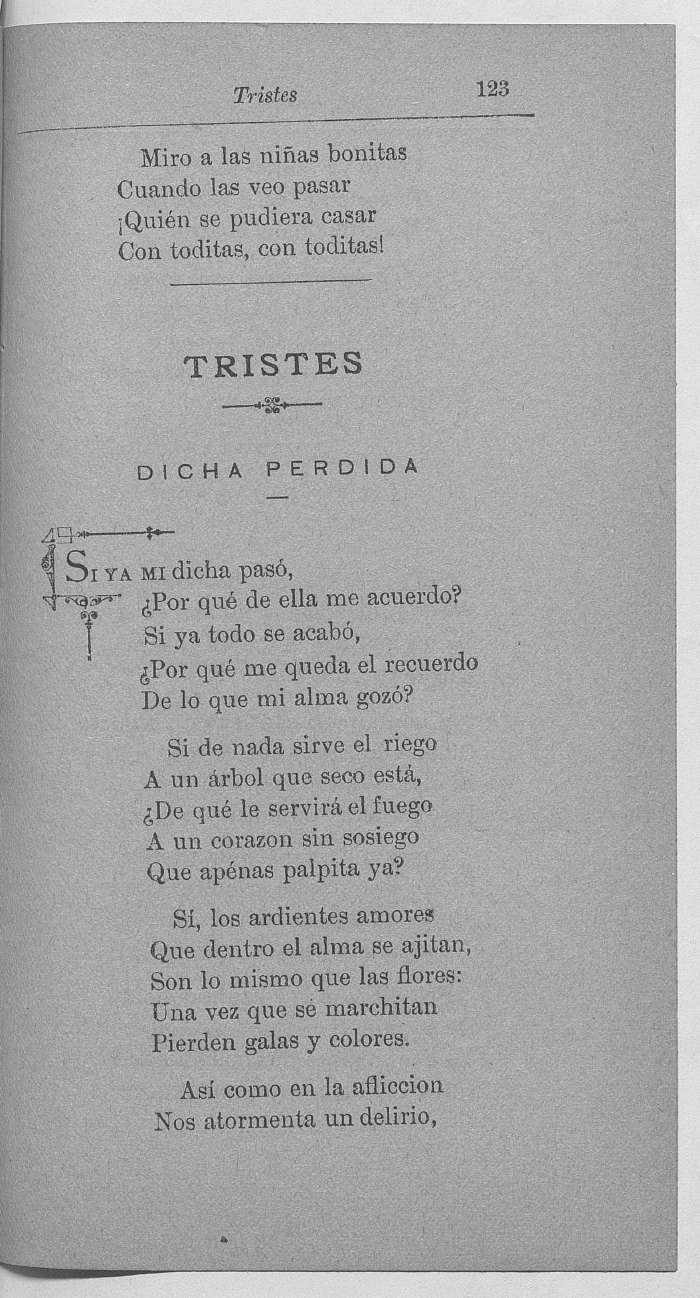 Tristes 123
Miro a las niñas bonitas
Cuando las veo pasar
¡Quién se pudiera casar
Con toditas, con toditas!
TRISTES
DICHA PERDIDA
SI YA MI dicha pasó,
¿Por qué de ella me acuerdo?
Si ya todo se acabó,
¿Por qué me queda el recuerdo
De lo que mi alma gozó?
Si de nada sirve el riego
A un árbol que seco está,
¿De qué le servirá el fuego
A un corazon sin sosiego
Que apénas palpita ya?
Sí, los ardientes amores
Que dentro el alma se ajitan,
Son lo mismo que las flores:
Una vez que se marchitan
Pierden galas y colores.
Así como en la afliccion
Nos atormenta un delirio,